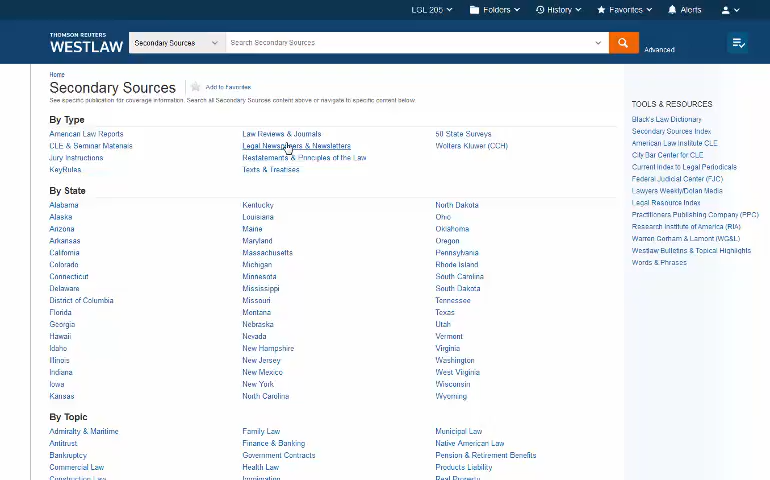 LGL 205 Folders History Favorites Alerts
THOMSON REUTERS
WESTLAW
Secondary Sources Search Secondary Sources Advanced
Home
Secondary Sources Add to Favorites
See specific publication for coverage information. Search all Secondary Sources content above or navigate to specific content below.
By Type
American Law Reports Law Reviews & Journals 50 State Surveys
CLE & Seminar Materials Legal Newspapers & Newsletters Wolters Kluwer (CCH)
Jury Instructions Restatements & Principles of the Law
KeyRules Texts & Treatises
By State
Alabama Kentucky North Dakota
Alaska Louisiana Ohio
Arizona Maine Oklahoma
Arkansas Maryland Oregon
California Massachusetts Pennsylvania
Colorado Michigan Rhode Island
Connecticut Minnesota South Carolina
Delaware Mississippi South Dakota
District of Columbia Missouri Tennessee
Florida Montana Texas
Georgia Nebraska Utah
Hawaii Nevada Vermont
Idaho New Hampshire Virginia
Illinois New Jersey Washington
Indiana New Mexico West Virginia
Iowa New York Wisconsin
Kansas North Carolina Wyoming
By Topic
Admiralty & Maritime Family Law Municipal Law
Antitrust Finance & Banking Native American Law
Bankruptcy Government Contracts Pension & Retirement Benefits
Commercial Law Health Law Products Liability
Construction Law Immigration Real Property
TOOLS & RESOURCES
Black's Law Dictionary
Secondary Sources Index
American Law Institute CLE
City Bar Center for CLE
Current Index to Legal Periodicals
Federal Judicial Center (FJC)
Lawyers Weekly/Dolan Media
Legal Resource Index
Practitioners Publishing Company (PPC)
Research Institute of America (RIA)
Warren Gorham & Lamont (WG&L)
Westlaw Bulletins & Topical Highlights
Words & Phrases